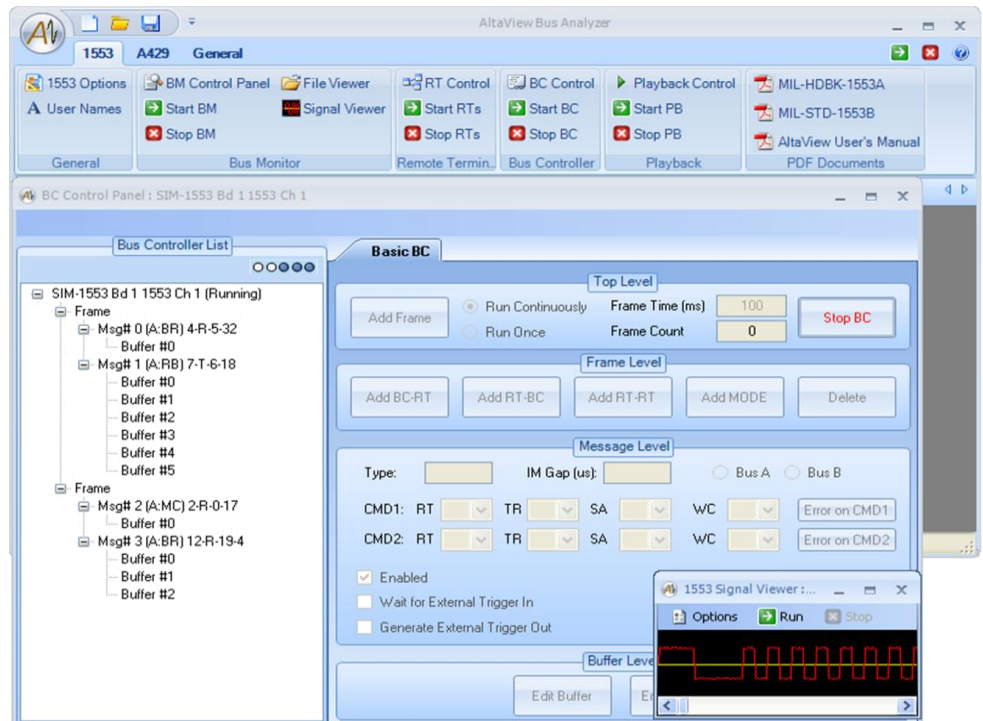 AltaView Bus Analyzer
1553 A429 General
1553 Options BM Control Panel File Viewer RT Control BC Control Playback Control MIL-HDBK-1553A
A User Names Start BM Signal Viewer Start RTs Start BC Start PB MIL-STD-1553B
Stop BM Stop RTs Stop BC Stop PB AltaView User's Manual
General Bus Monitor Remote Termin... Bus Controller Playback PDF Documents
BC Control Panel : SIM-1553 Bd 1 1553 Ch 1
Bus Controller List
Basic BC
SIM-1553 Bd 1 1553 Ch 1 (Running)
Frame
Msg# 0 (A:BR) 4-R-5-32
Buffer #0
Msg# 1 (A:RB) 7-T-6-18
Buffer #0
Buffer #1
Buffer #2
Buffer #3
Buffer #4
Buffer #5
Frame
Msg# 2 (A:MC) 2-R-0-17
Buffer #0
Msg# 3 (A:BR) 12-R-19-4
Buffer #0
Buffer #1
Buffer #2
Top Level
Add Frame Run Continuously Frame Time (ms) 100 Stop BC
Run Once Frame Count 0
Frame Level
Add BC-RT Add RT-BC Add RT-RT Add MODE Delete
Message Level
Type: IM Gap (us): Bus A Bus B
CMD1: RT TR SA WC Error on CMD1
CMD2: RT TR SA WC Error on CMD2
Enabled
Wait for External Trigger In
Generate External Trigger Out
Buffer Leve
Edit Buffer
1553 Signal Viewer :...
Options Run Stop